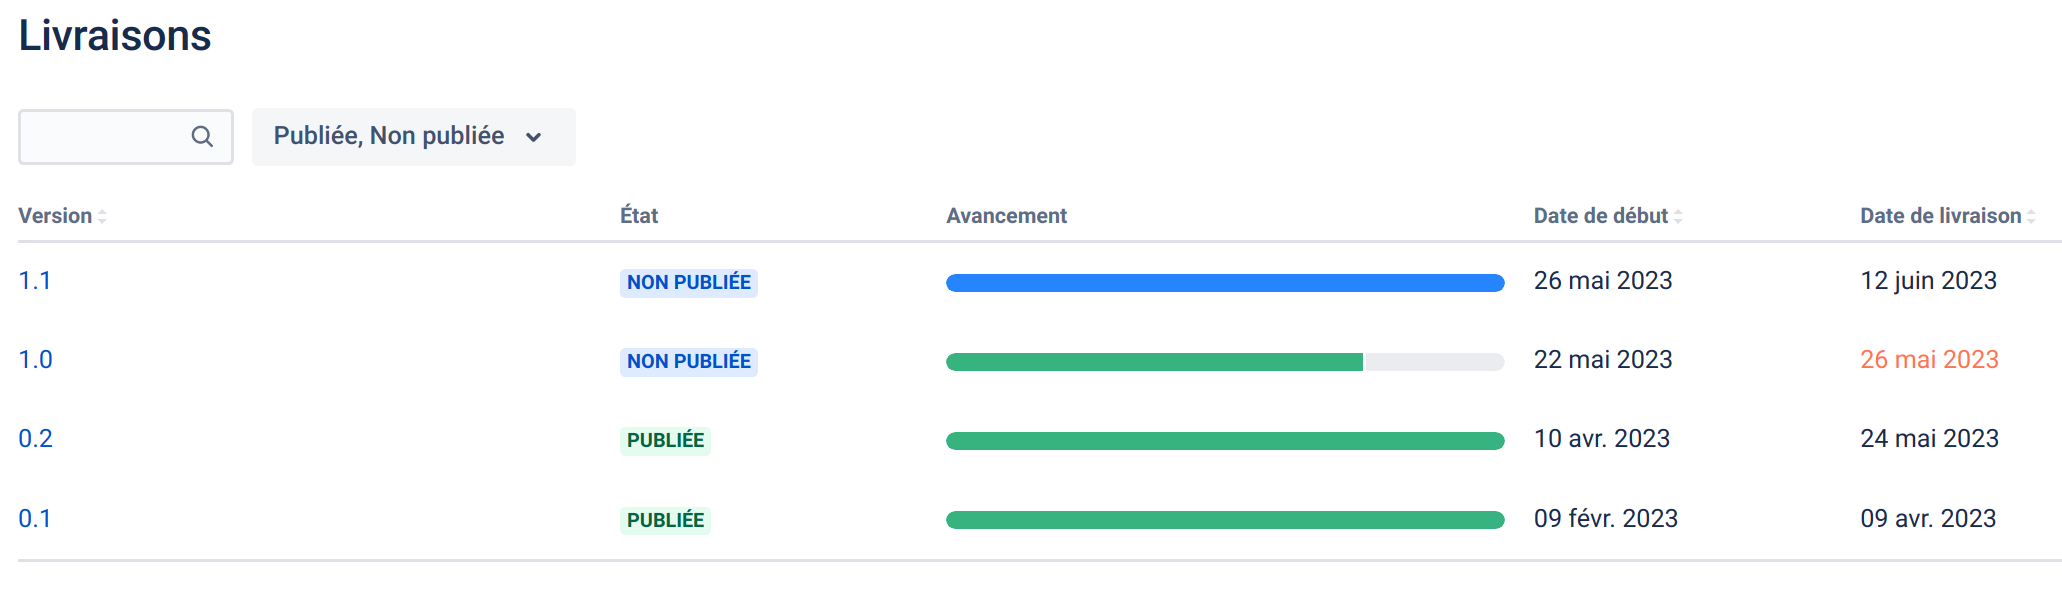 Livraisons
Publiée, Non publiée
Version État Avancement Date de début Date de livraison
1.1 NON PUBLIÉE 26 mai 2023 12 juin 2023
1.0 NON PUBLIÉE 22 mai 2023 26 mai 2023
0.2 PUBLIÉE 10 avr. 2023 24 mai 2023
0.1 PUBLIÉE 09 févr. 2023 09 avr. 2023